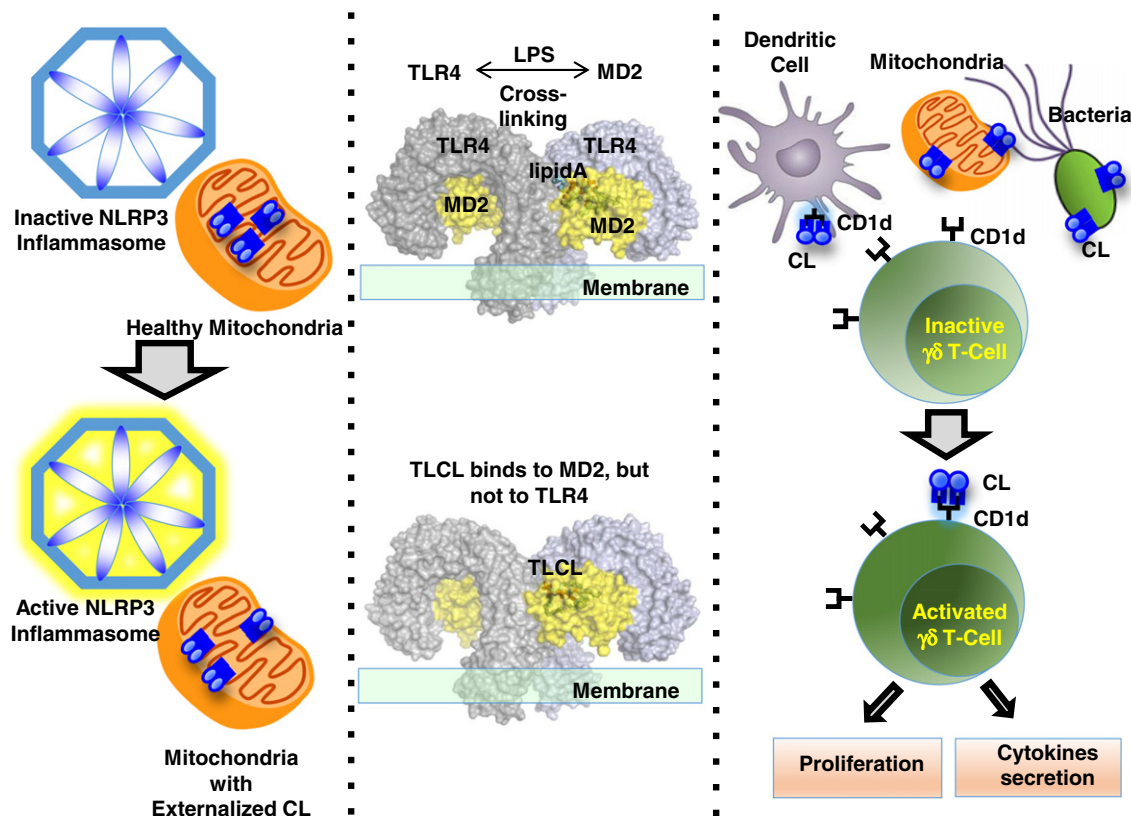 Inactive NLRP3
Inflammasome
Healthy Mitochondria
Active NLRP3
Inflammasome
Mitochondria
with
Externalized CL
LPS
TLR4
MD2
Cross-
linking
TLR4
TLR4
lipidA
MD2
MD2
Membrane
TLCL binds to MD2, but
not to TLR4
TLCL
Membrane
Dendritic
Cell
Mitochondria
Bacteria
CD1d
CL
CD1d
CL
Inactive
γδ T-Cell
CL
CD1d
Activated
γδ T-Cell
Proliferation
Cytokines
secretion